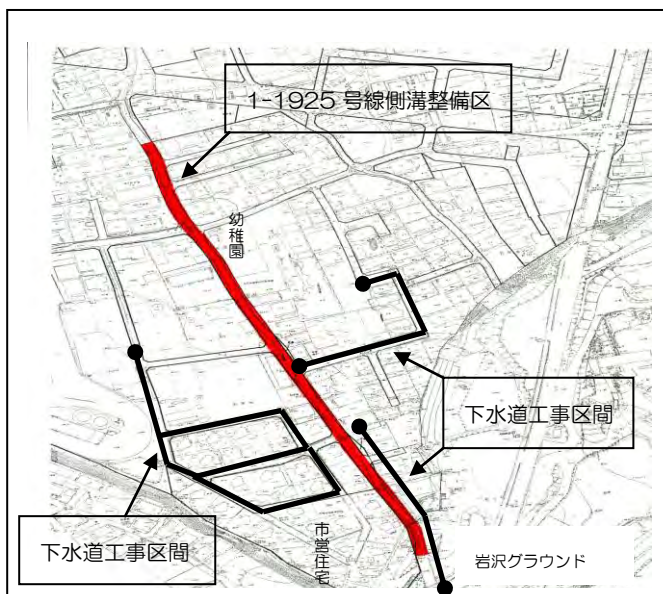 1-1925 号線側溝整備区
幼稚園
下水道工事区間
下水道工事区間
市営住宅
岩沢グラウンド